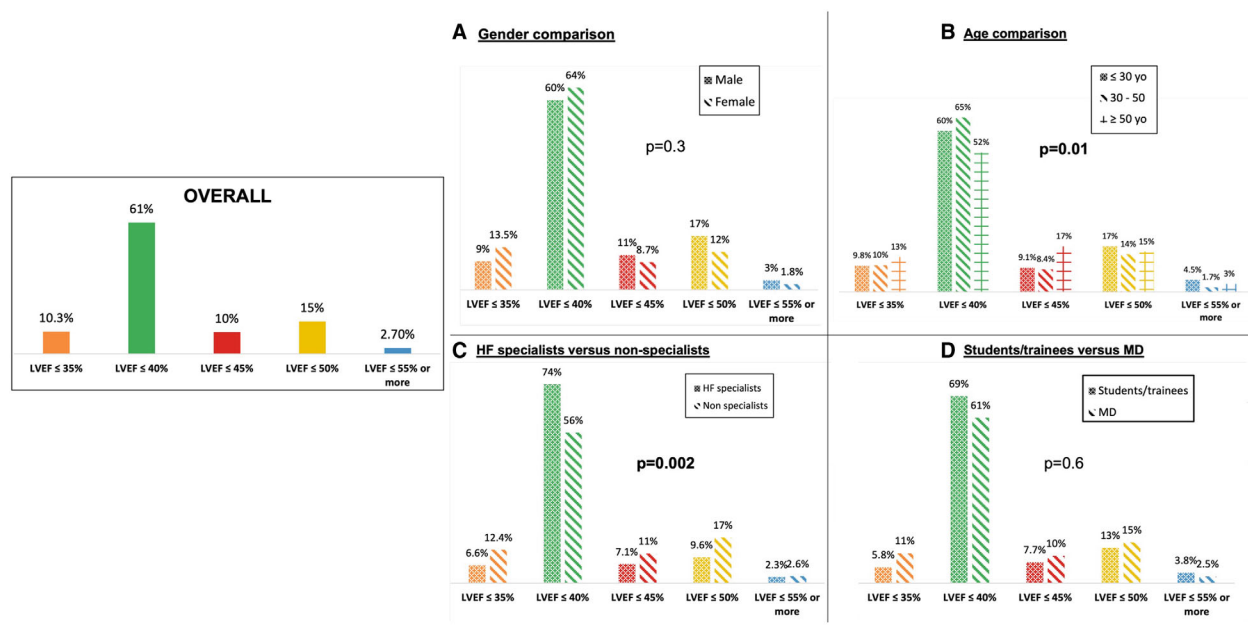 OVERALL
61%
10.3%
10%
15%
2.70%
LVEF ≤ 35%
LVEF ≤ 40%
LVEF ≤ 45%
LVEF ≤ 50%
LVEF ≤ 55% or
more
A Gender comparison
Male
Female
9%
13.5%
60%
64%
p=0.3
11%
8.7%
17%
12%
3%
1.8%
LVEF ≤ 35%
LVEF ≤ 40%
LVEF ≤ 45%
LVEF ≤ 50%
LVEF ≤ 55% or
more
B Age comparison
≤ 30 yo
30 - 50
≥ 50 yo
9.8%
10%
13%
60%
65%
52%
p=0.01
9.1%
8.4%
17%
17%
14%
15%
4.5%
1.7%
3%
LVEF ≤ 35%
LVEF ≤ 40%
LVEF ≤ 45%
LVEF ≤ 50%
LVEF ≤ 55% or
more
C HF specialists versus non-specialists
HF specialists
Non specialists
6.6%
12.4%
74%
56%
p=0.002
7.1%
11%
9.6%
17%
2.3%
2.6%
LVEF ≤ 35%
LVEF ≤ 40%
LVEF ≤ 45%
LVEF ≤ 50%
LVEF ≤ 55% or
more
D Students/trainees versus MD
Students/trainees
MD
5.8%
11%
69%
61%
p=0.6
7.7%
10%
13%
15%
3.8%
2.5%
LVEF ≤ 35%
LVEF ≤ 40%
LVEF ≤ 45%
LVEF ≤ 50%
LVEF ≤ 55% or
more